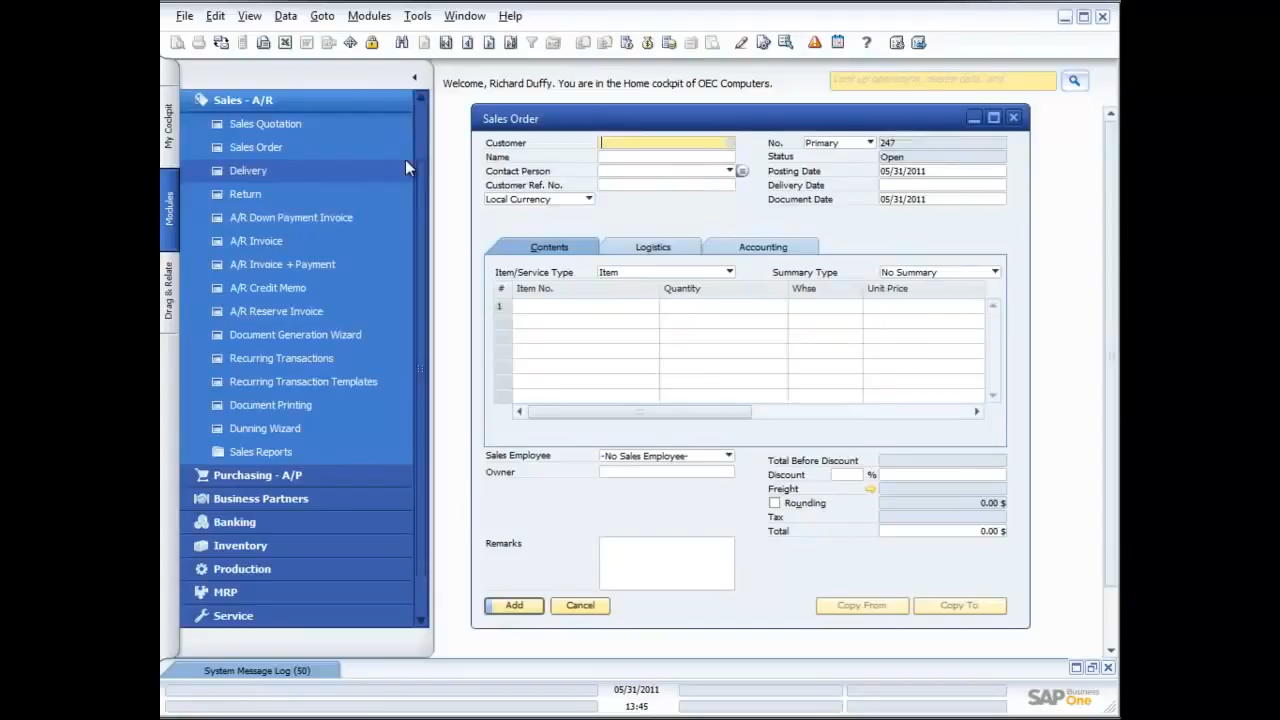 File Edit View Data Goto Modules Tools Window Help
Welcome, Richard Duffy. You are in the Home cockpit of OEC Computers.
My Cockpit
Modules
Drag & Relate
Sales - A/R
Sales Quotation
Sales Order
Delivery
Return
A/R Down Payment Invoice
A/R Invoice
A/R Invoice + Payment
A/R Credit Memo
A/R Reserve Invoice
Document Generation Wizard
Recurring Transactions
Recurring Transaction Templates
Document Printing
Dunning Wizard
Sales Reports
Purchasing - A/P
Business Partners
Banking
Inventory
Production
MRP
Service
Sales Order
Customer
Name
Contact Person
Customer Ref. No.
Local Currency
No. Primary 247
Status Open
Posting Date 05/31/2011
Delivery Date
Document Date 05/31/2011
Contents Logistics Accounting
Item/Service Type Item Summary Type No Summary
# Item No. Quantity Whse Unit Price
1
Sales Employee -No Sales Employee-
Owner
Total Before Discount
Discount %
Freight
Rounding 0.00 $
Tax
Total 0.00 $
Remarks
Add Cancel Copy From Copy To
System Message Log (50)
05/31/2011
13:45
SAP Business One